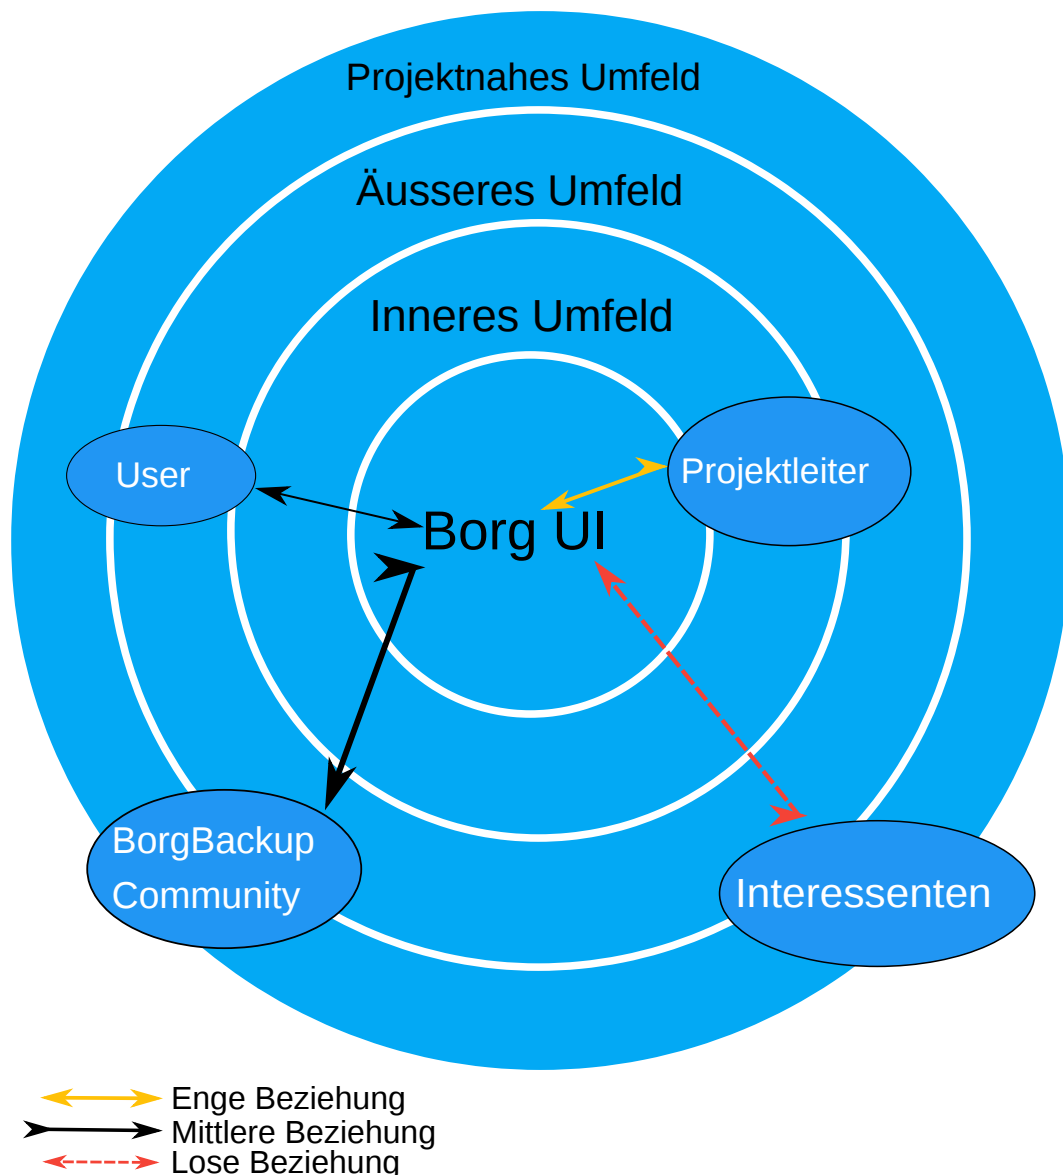 Projektnahes Umfeld
Äusseres Umfeld
Inneres Umfeld
User
Projektleiter
Borg UI
BorgBackup
Community
Interessenten
Enge Beziehung
Mittlere Beziehung
Lose Beziehung